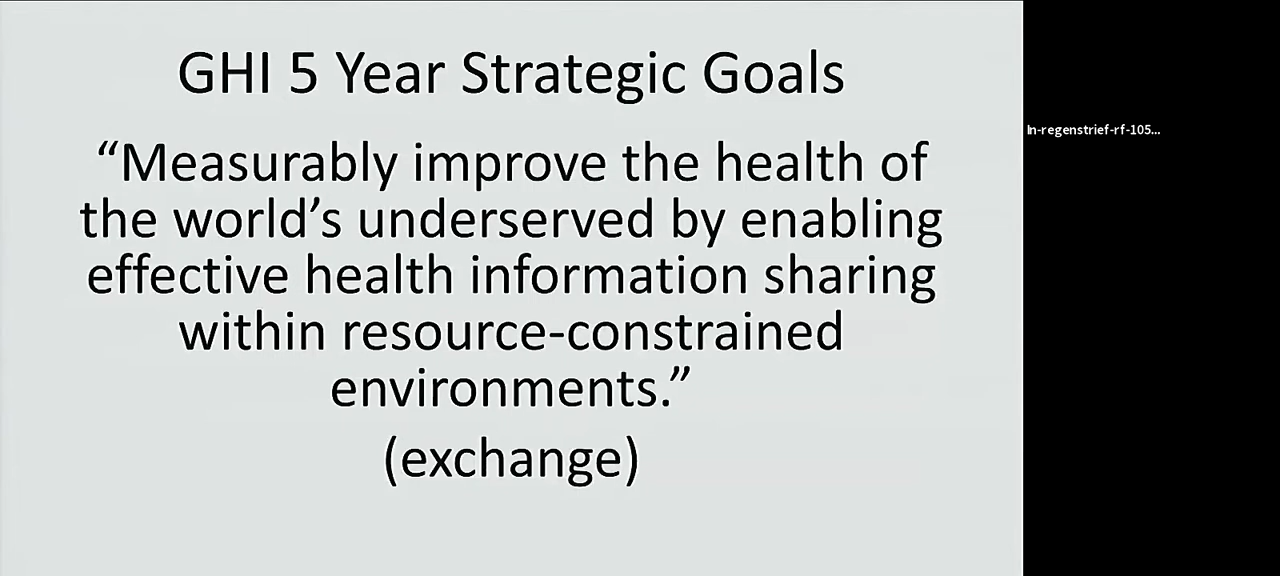 GHI 5 Year Strategic Goals
“Measurably improve the health of
the world’s underserved by enabling
effective health information sharing
within resource-constrained
environments.”
(exchange)
In-regenstrief-rf-105...